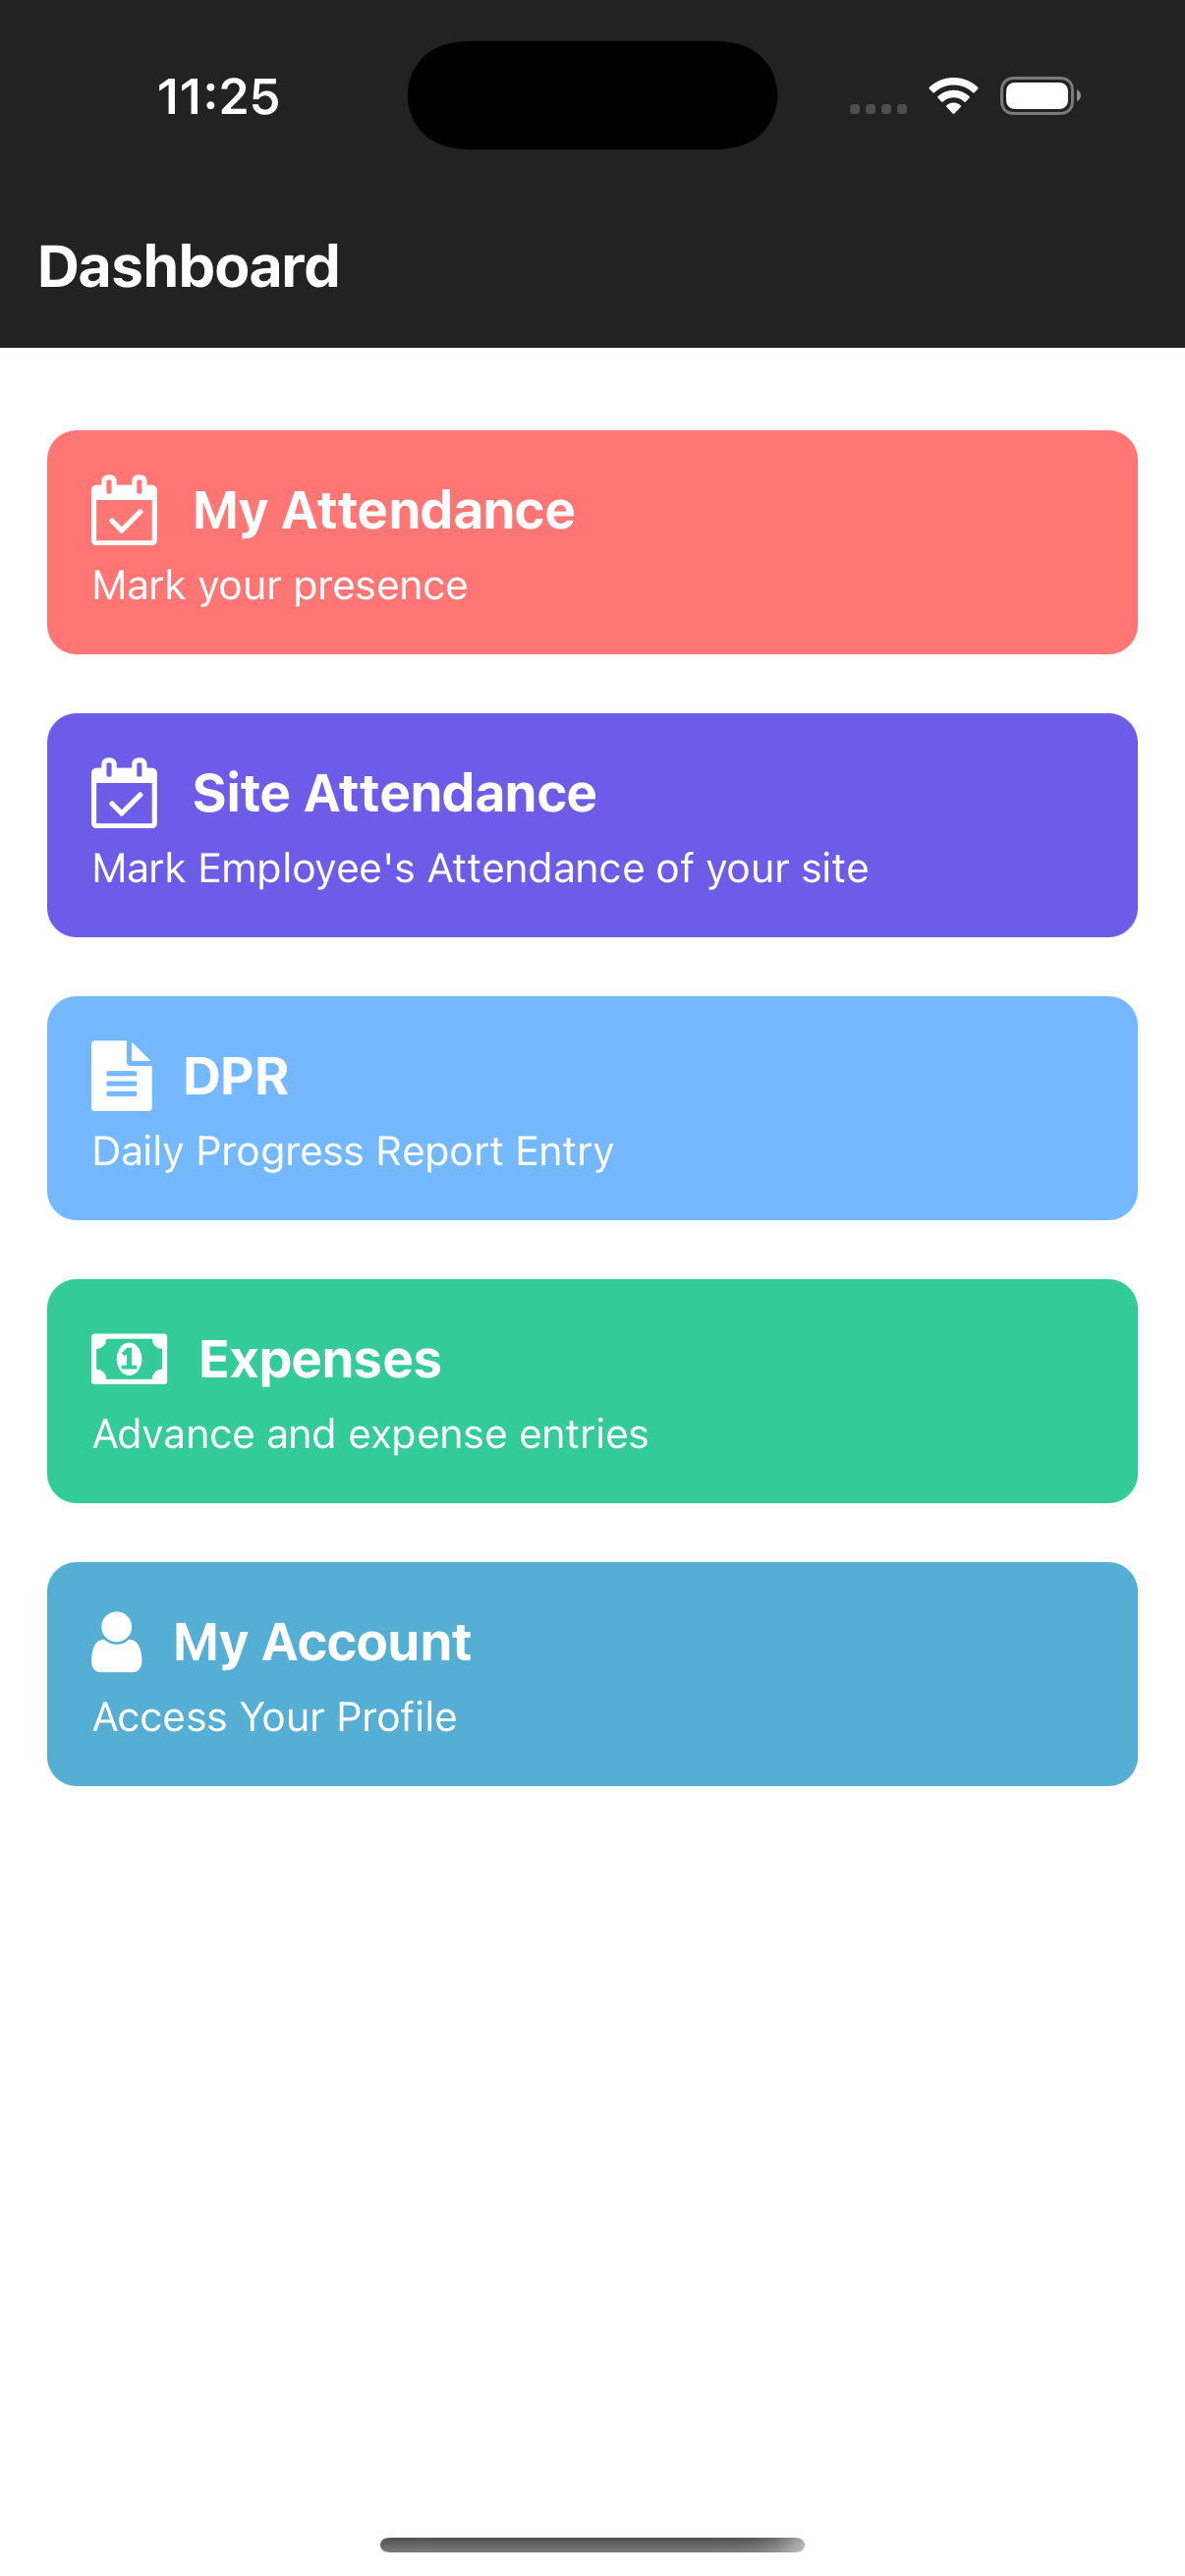 11:25
Dashboard
My Attendance
Mark your presence
Site Attendance
Mark Employee's Attendance of your site
DPR
Daily Progress Report Entry
1
Expenses
Advance and expense entries
My Account
Access Your Profile